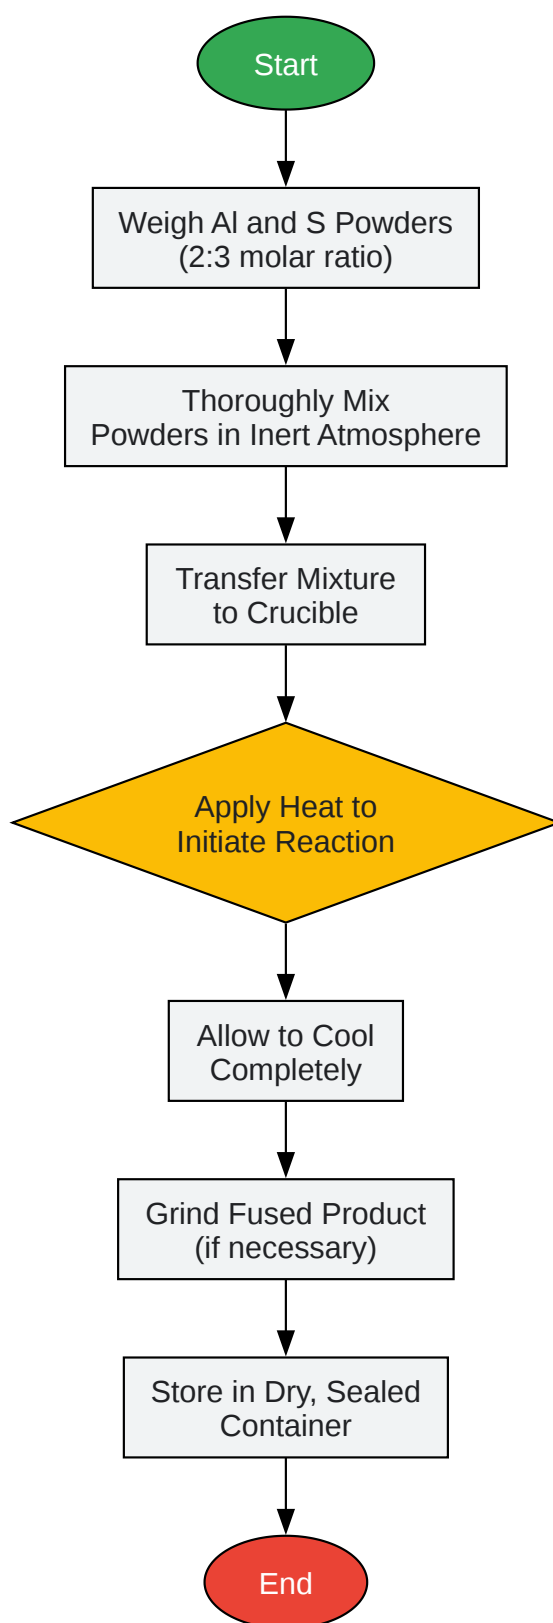 Start
Weigh Al and S Powders
(2:3 molar ratio)
Thoroughly Mix
Powders in Inert Atmosphere
Transfer Mixture
to Crucible
Apply Heat to
Initiate Reaction
Allow to Cool
Completely
Grind Fused Product
(if necessary)
Store in Dry, Sealed
Container
End